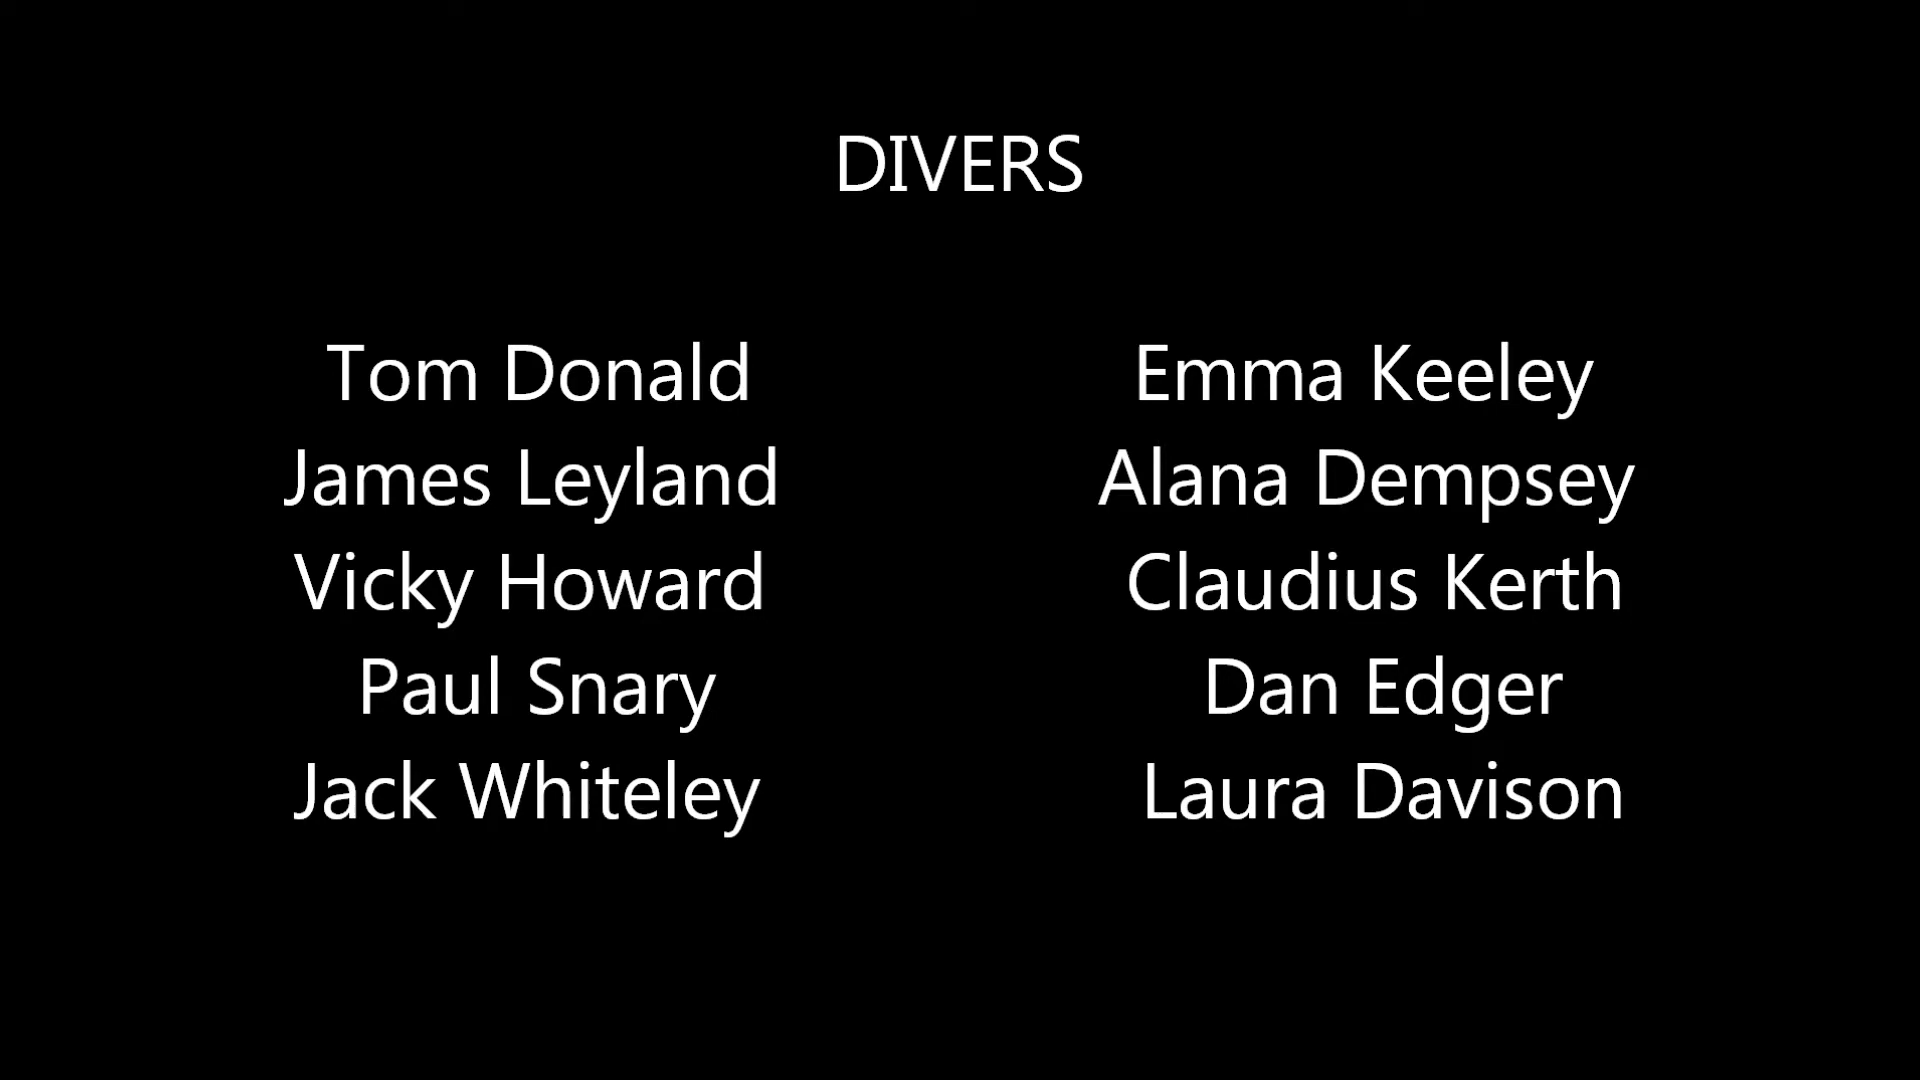 DIVERS
Tom Donald
James Leyland
Vicky Howard
Paul Snary
Jack Whiteley
Emma Keeley
Alana Dempsey
Claudius Kerth
Dan Edger
Laura Davison